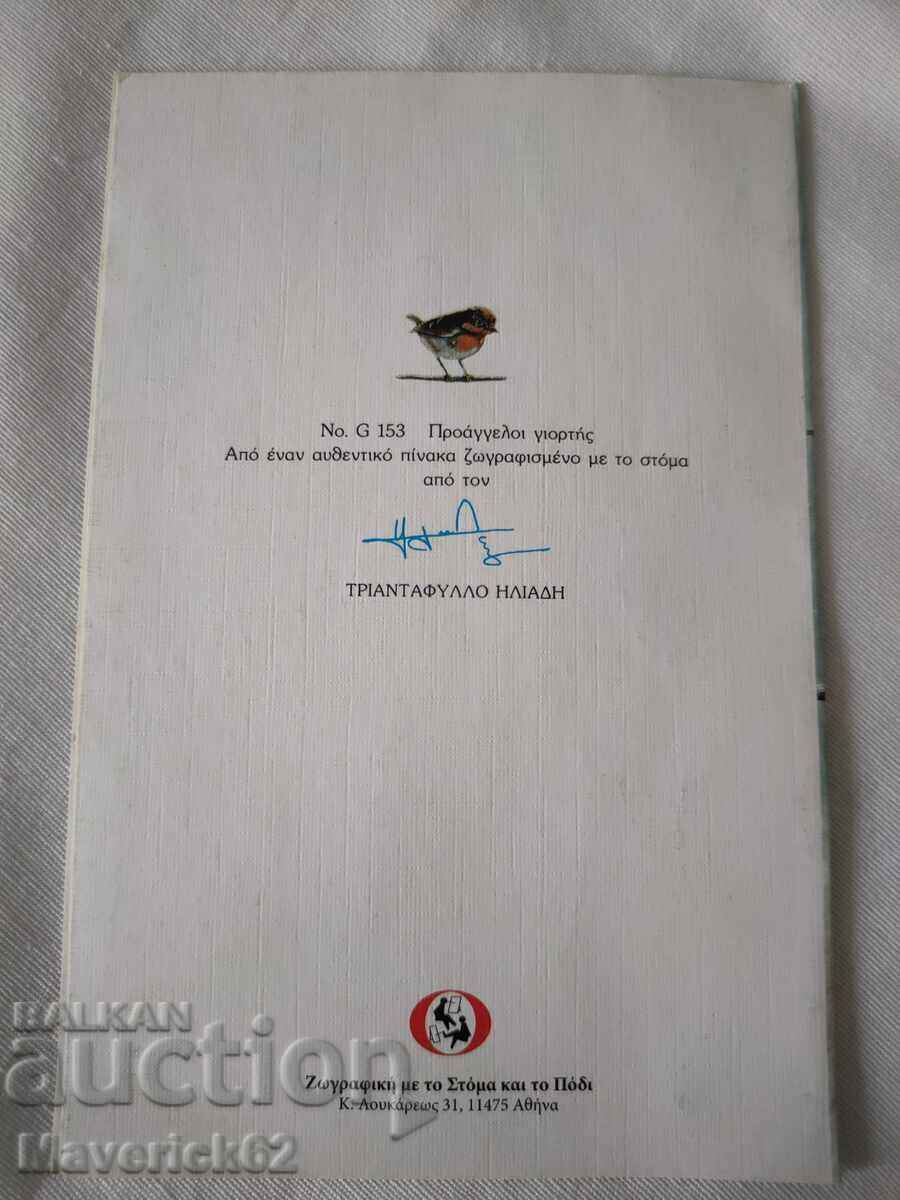 No. G 153 Προάγγελοι γιορτής
Από έναν αυθεντικό πίνακα ζωγραφισμένο με το στόμα
από τον
ΤΡΙΑΝΤΑΦΥΛΛΟ ΗΛΙΑΔΗ
Ζωγραφική με το Στόμα και το Πόδι
Κ. Λουκάρεως 31, 11475 Αθήνα
BALKAN
auction
Maverick62